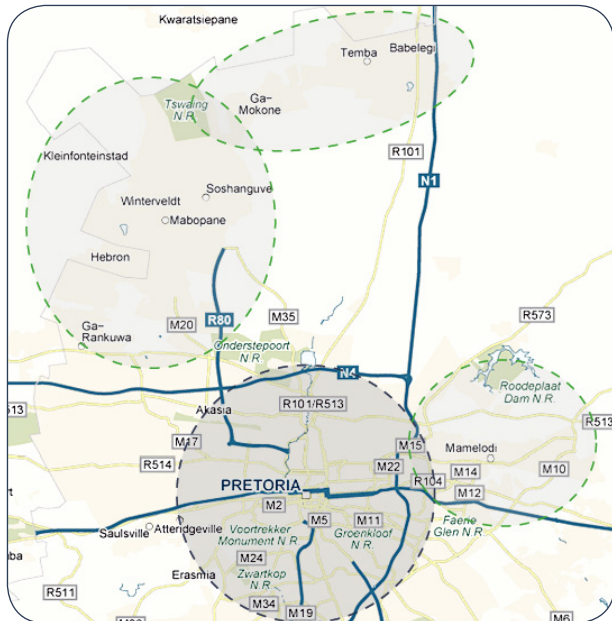 Kwaratsiepane
Temba
Babelegi
Tswaing
N.R.
Ga-
Mokone
R101
Kleinfonteinstad
N1
Soshanguve
Winterveldt
Mabopane
Hebron
R573
M35
R80
M20
Ga-
Rankuwa
Onderstepoort
N.R.
N4
Roodeplaat
Dam N.R.
R101/R513
Akasia
513
R513
M17
M15
Mamelodi
R514
M22
M14
M10
R104
PRETORIA
M12
M2
M5
M11
Faerie
Glen N.R.
Atteridgeville
Saulsville
Voortrekker
Monument N.R.
Groenkloof
N.R.
M24
Erasmia
Zwartkop
N.R.
R511
M34
M19
M6